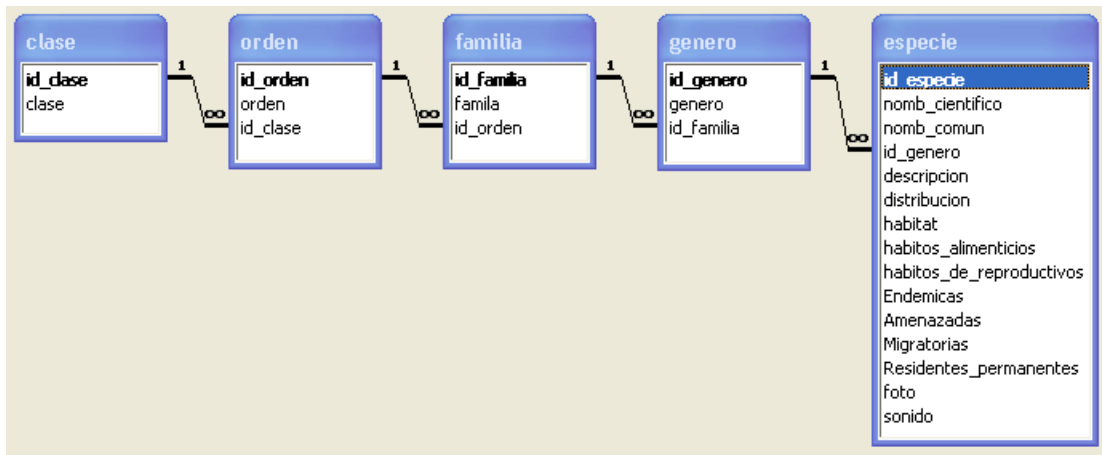 clase
id_clase
clase
1
∞
orden
id_orden
orden
id_clase
1
∞
familia
id_familia
famila
id_orden
1
∞
genero
id_genero
genero
id_familia
1
∞
especie
id_especie
nomb_cientifico
nomb_comun
id_genero
descripcion
distribucion
habitat
habitos_alimenticios
habitos_de_reproductivos
Endemicas
Amenazadas
Migratorias
Residentes_permanentes
foto
sonido